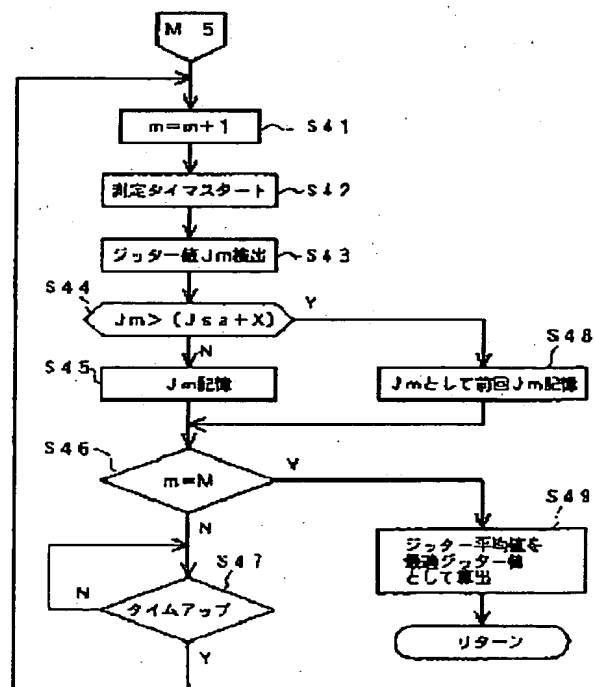 M 5
m=m+1
S41
測定タイマスタート
S42
ジッター値Jm検出
S43
S44
Jm>(Jsa+X)
Y
N
S45
Jm記憶
S48
Jmとして前回Jm記憶
S46
m=M
Y
N
S49
ジッター平均値を
最適ジッター値
として算出
S47
N
タイムアップ
Y
リターン